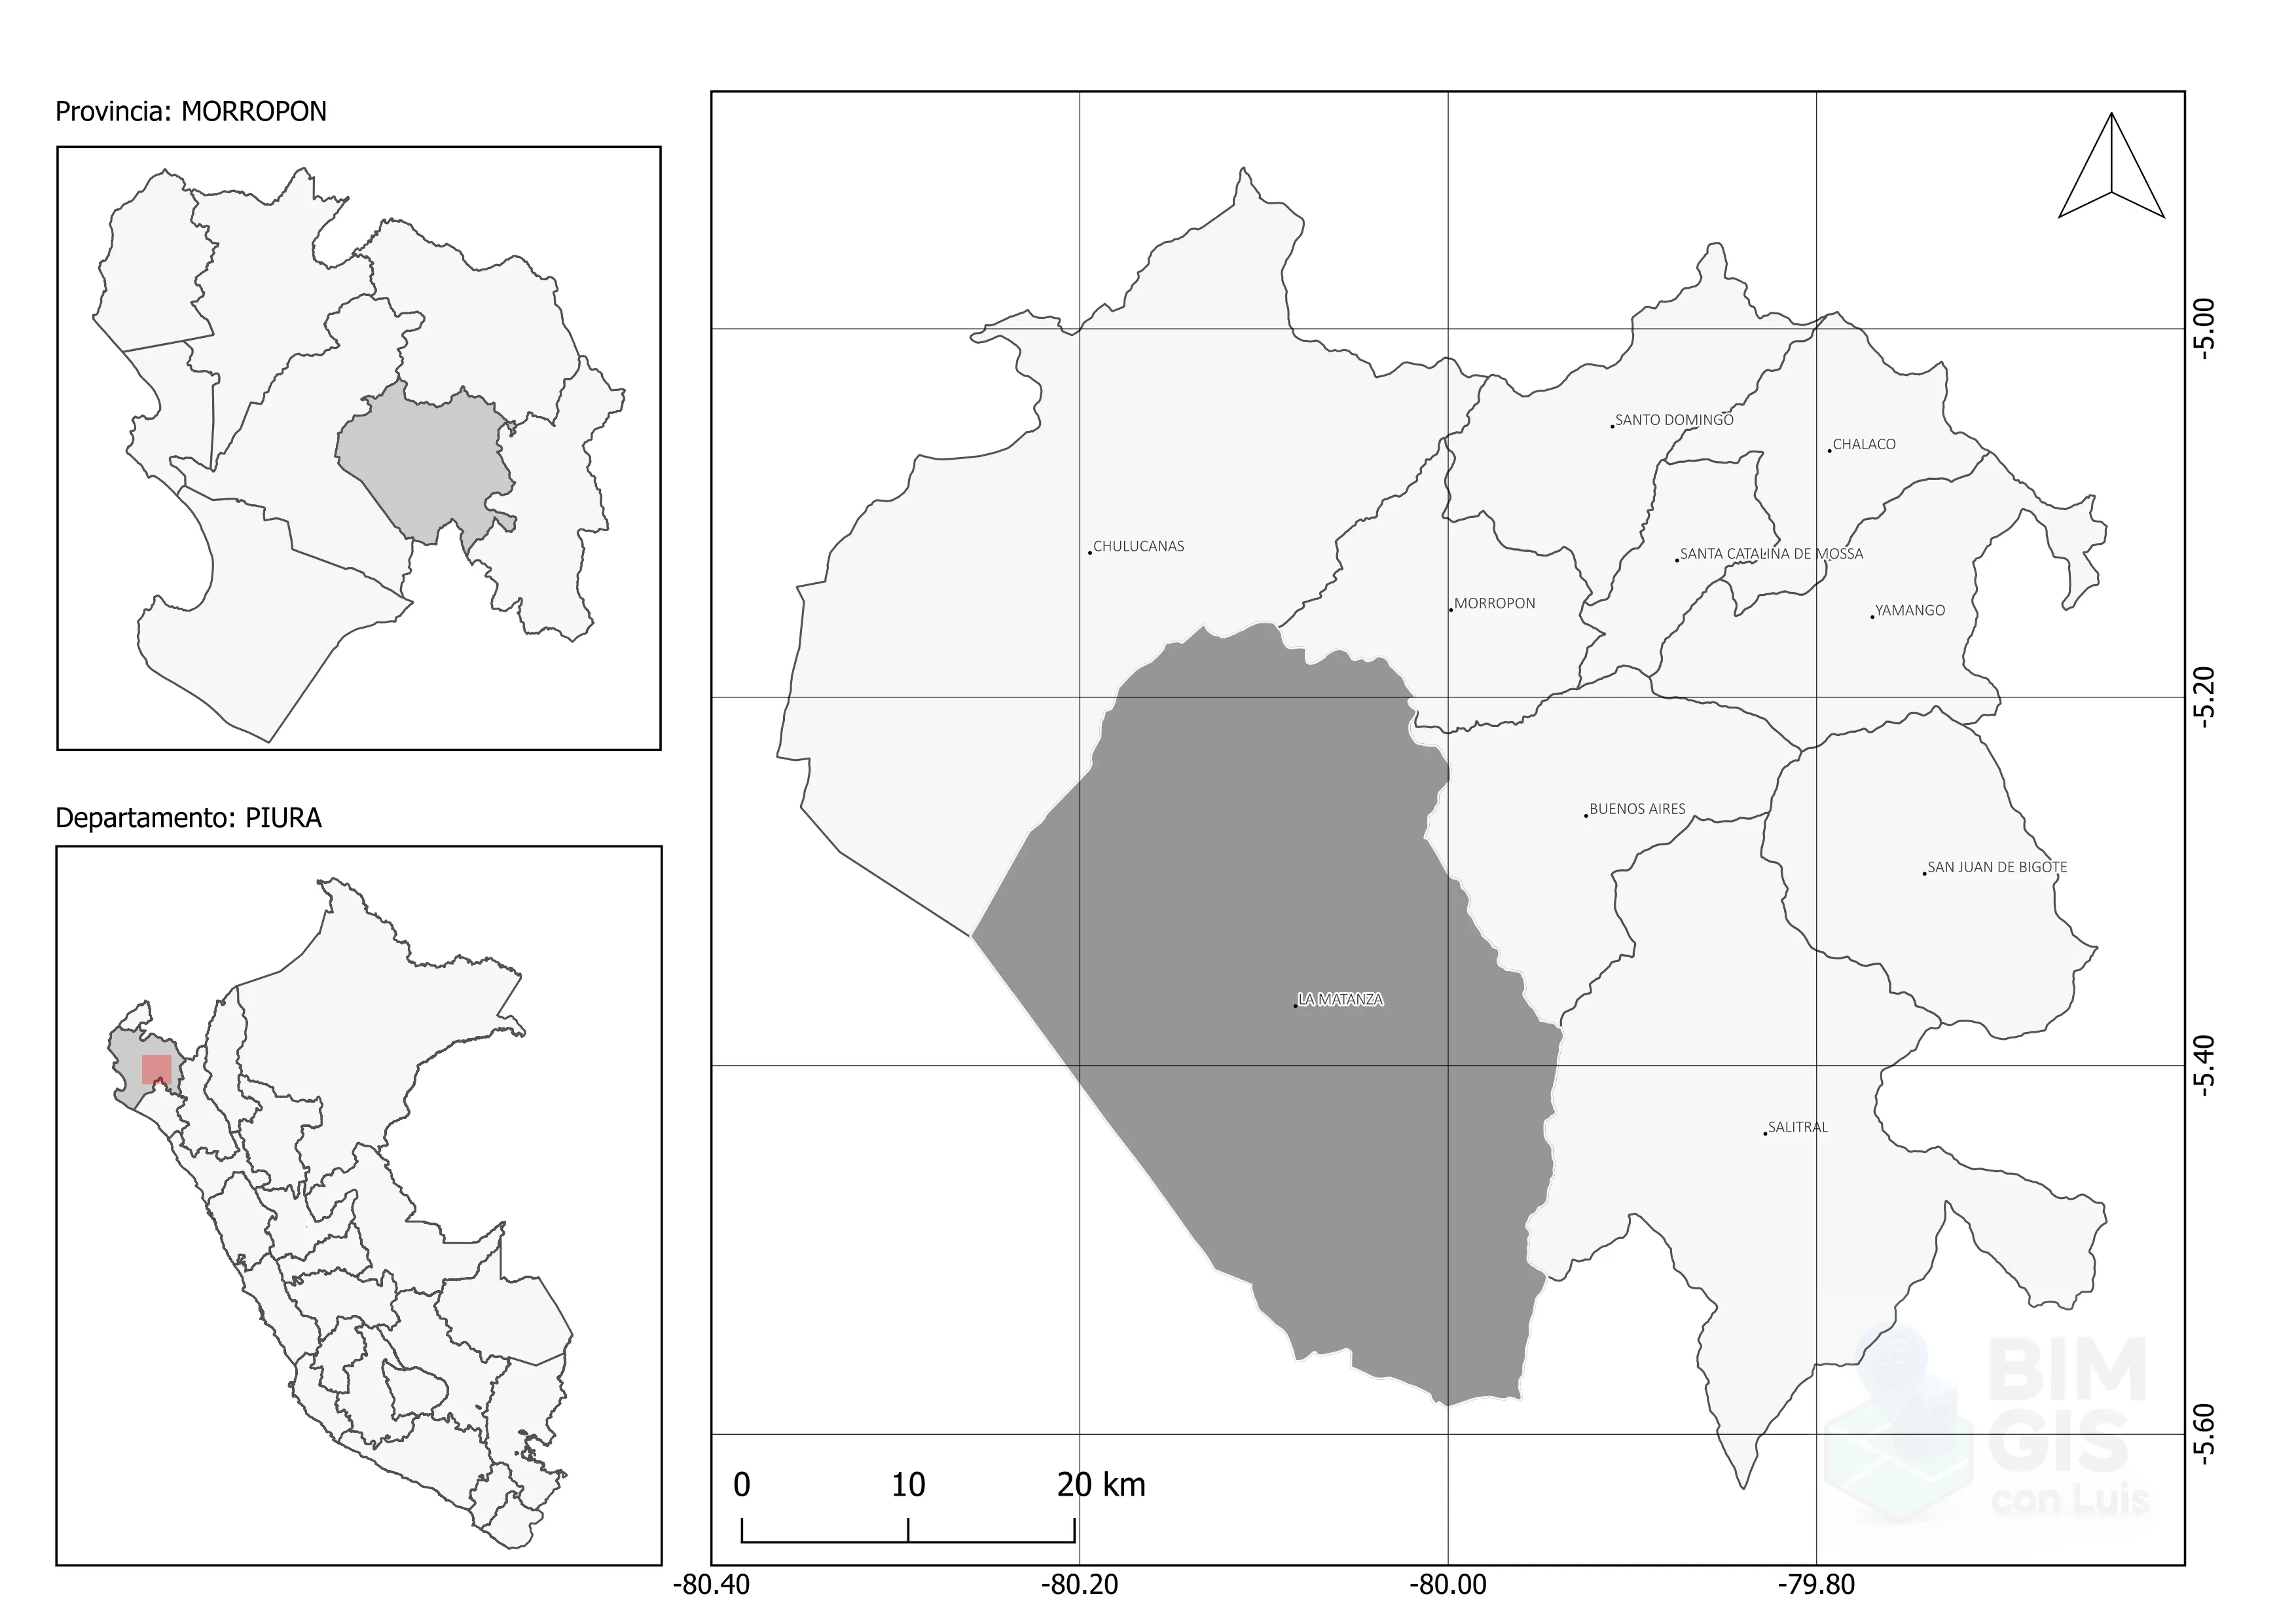 Provincia: MORROPON
Departamento: PIURA
SANTO DOMINGO
CHALACO
CHULUCANAS
SANTA CATALINA DE MOSSA
MORROPON
YAMANGO
BUENOS AIRES
SAN JUAN DE BIGOTE
LA MATANZA
SALITRAL
-5.00
-5.20
-5.40
-5.60
0 10 20 km
-80.40 -80.20 -80.00 -79.80
BIM
GIS
con Luis